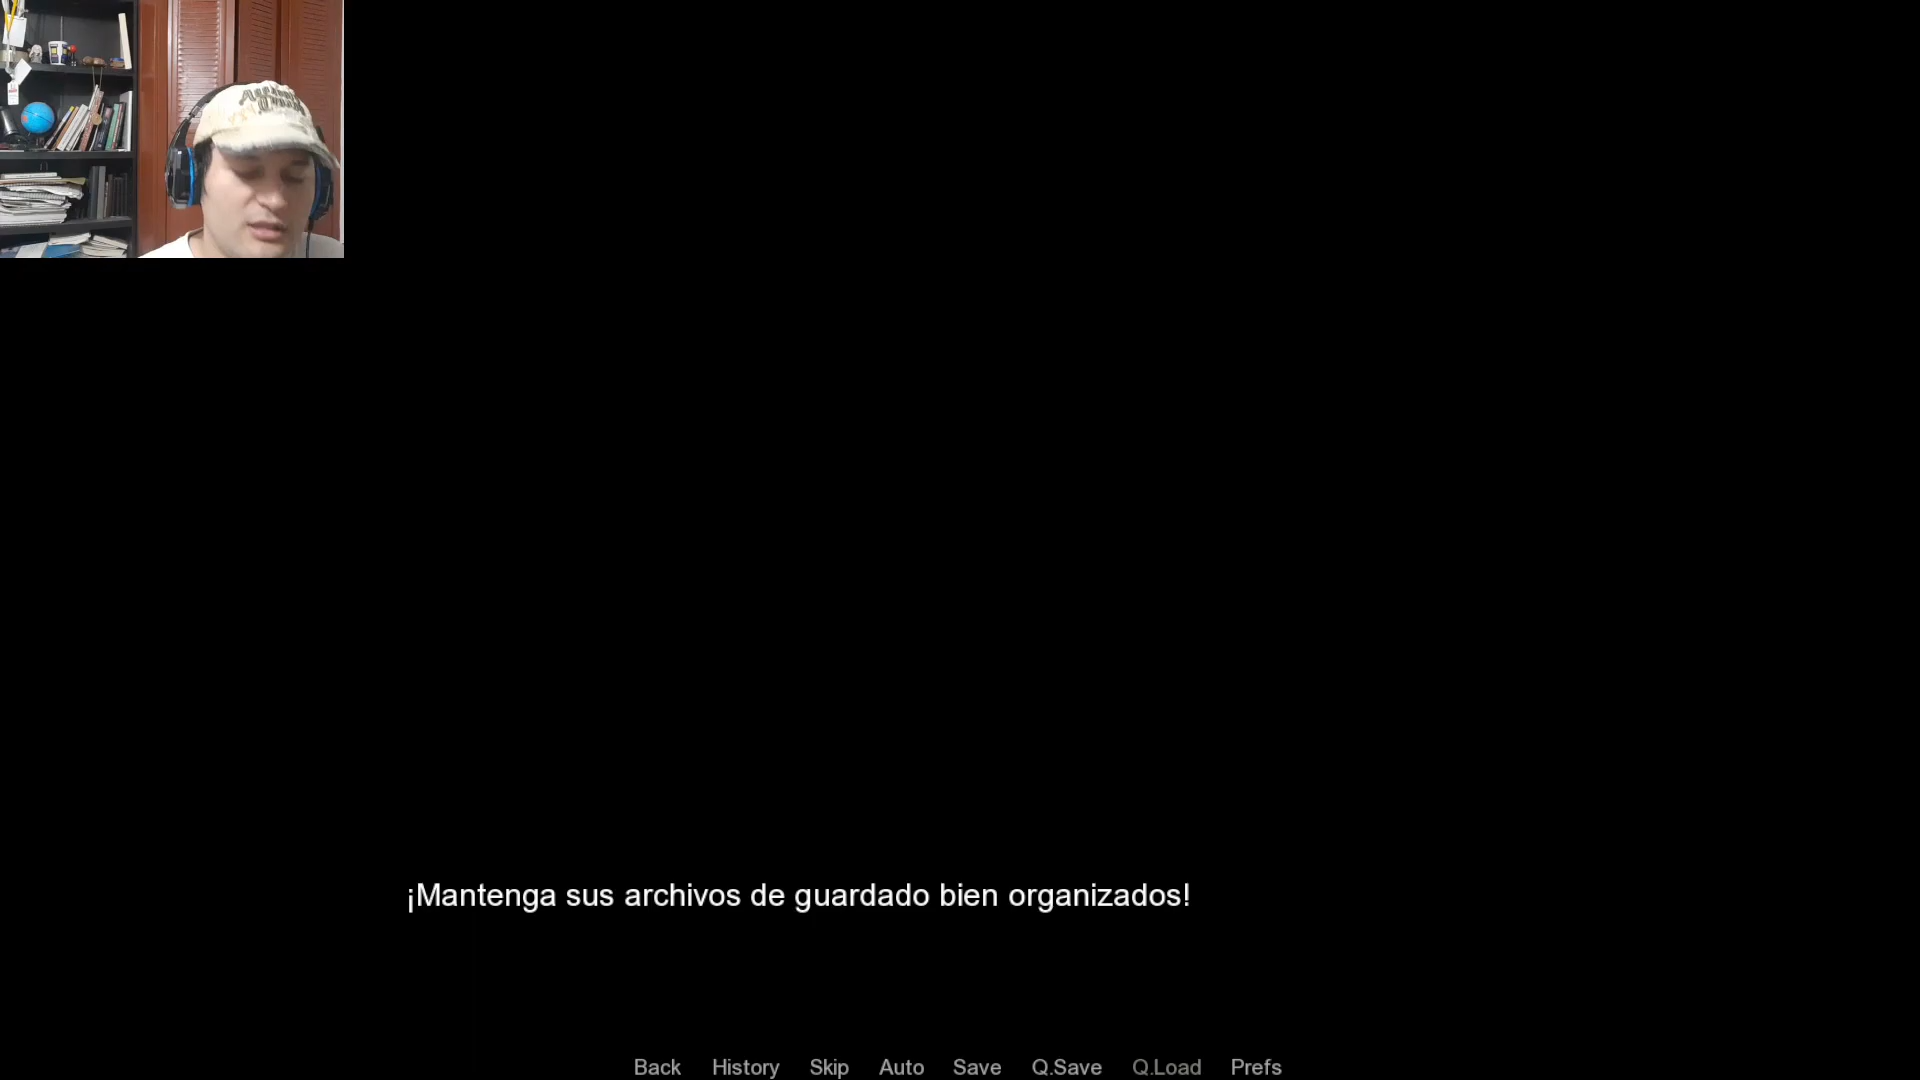 ¡Mantenga sus archivos de guardado bien organizados!
Back History Skip Auto Save Q.Save Q.Load Prefs